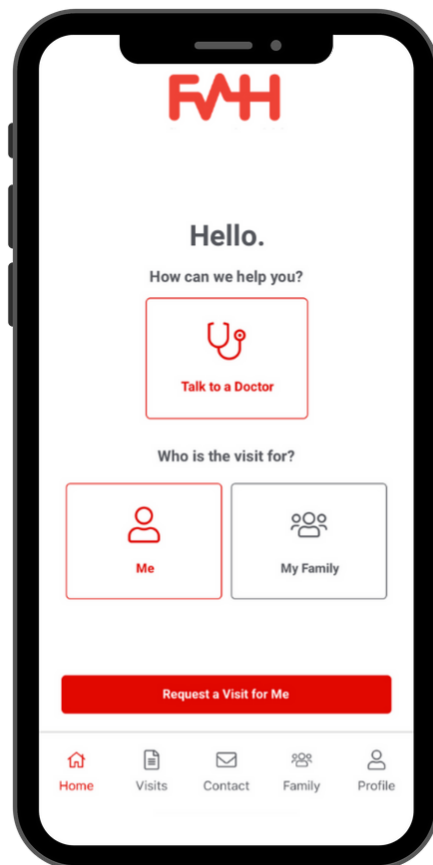 FAH
Hello.
How can we help you?
Talk to a Doctor
Who is the visit for?
Me
My Family
Request a Visit for Me
Home
Visits
Contact
Family
Profile